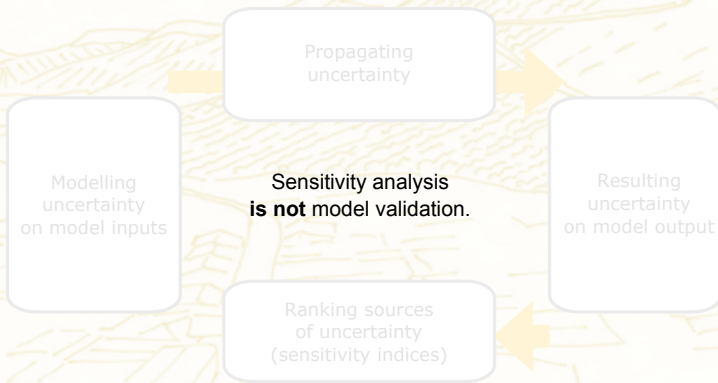 Propagating
uncertainty
Modelling
uncertainty
on model inputs
Sensitivity analysis
is not model validation.
Resulting
uncertainty
on model output
Ranking sources
of uncertainty
(sensitivity indices)